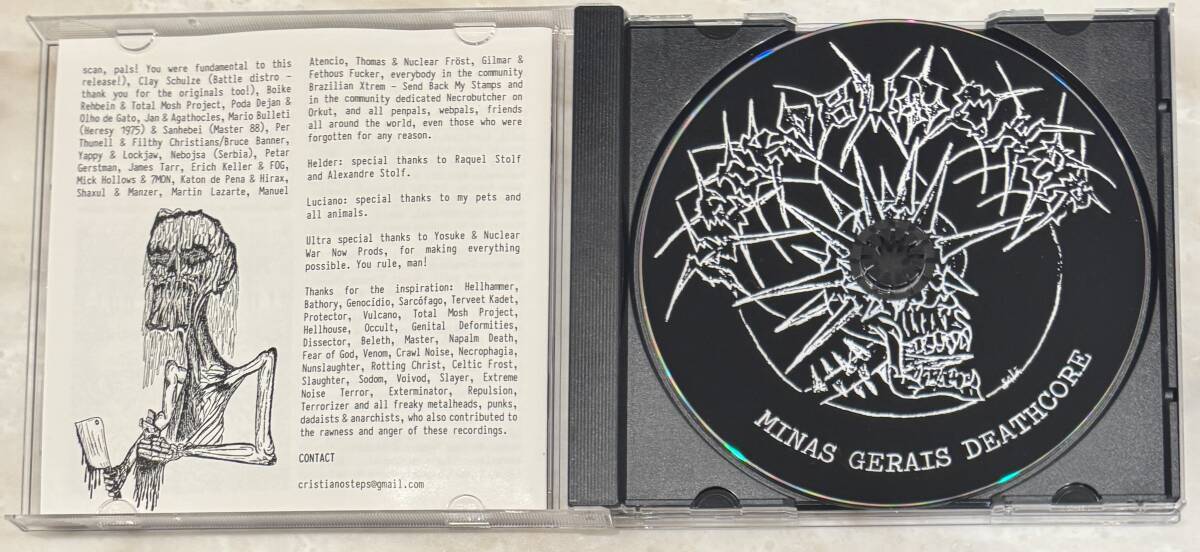 scan, pals! You were fundamental to this
release!), Clay Schulze (Battle distro -
thank you for the originals too!), Boike
Rehbein & Total Mosh Project, Poda Dejan &
Olho de Gato, Jan & Agathocles, Mario Bulleti
(Heresy 1975) & Sanhebei (Master 88), Per
Thunell & Filthy Christians/Bruce Banner,
Yappy & Lockjaw, Nebojsa (Serbia), Petar
Gerstman, James Tarr, Erich Keller & FOG,
Mick Hollows & 7MON, Katon de Pena & Hirax,
Shaxul & Manzer, Martin Lazarte, Manuel
Atencio, Thomas & Nuclear Fröst, Gilmar &
Fethous Fucker, everybody in the community
Brazilian Xtrem - Send Back My Stamps and
in the community dedicated Necrobutcher on
Orkut, and all penpals, webpals, friends
all around the world, even those who were
forgotten for any reason.
Helder: special thanks to Raquel Stolf
and Alexandre Stolf.
Luciano: special thanks to my pets and
all animals.
Ultra special thanks to Yosuke & Nuclear
War Now Prods, for making everything
possible. You rule, man!
Thanks for the inspiration: Hellhammer,
Bathory, Genocídio, Sarcófago, Terveet Kadet,
Protector, Vulcano, Total Mosh Project,
Hellhouse, Occult, Genital Deformities,
Dissector, Beleth, Master, Napalm Death,
Fear of God, Venom, Crawl Noise, Necrophagia,
Nunslaughter, Rotting Christ, Celtic Frost,
Slaughter, Sodom, Voivod, Slayer, Extreme
Noise Terror, Exterminator, Repulsion,
Terrorizer and all freaky metalheads, punks,
dadaists & anarchists, who also contributed to
the rawness and anger of these recordings.
CONTACT
cristianosteps@gmail.com
MINAS GERAIS DEATHCORE